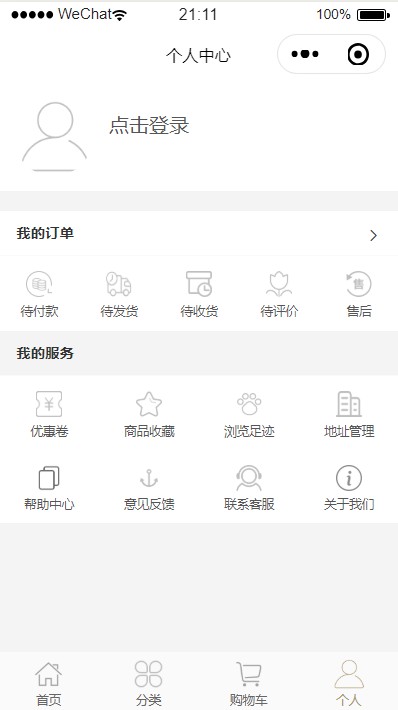 WeChat 21:11 100%
个人中心
点击登录
我的订单
待付款 待发货 待收货 待评价 售后
售
我的服务
优惠卷 商品收藏 浏览足迹 地址管理
帮助中心 意见反馈 联系客服 关于我们
首页 分类 购物车 个人